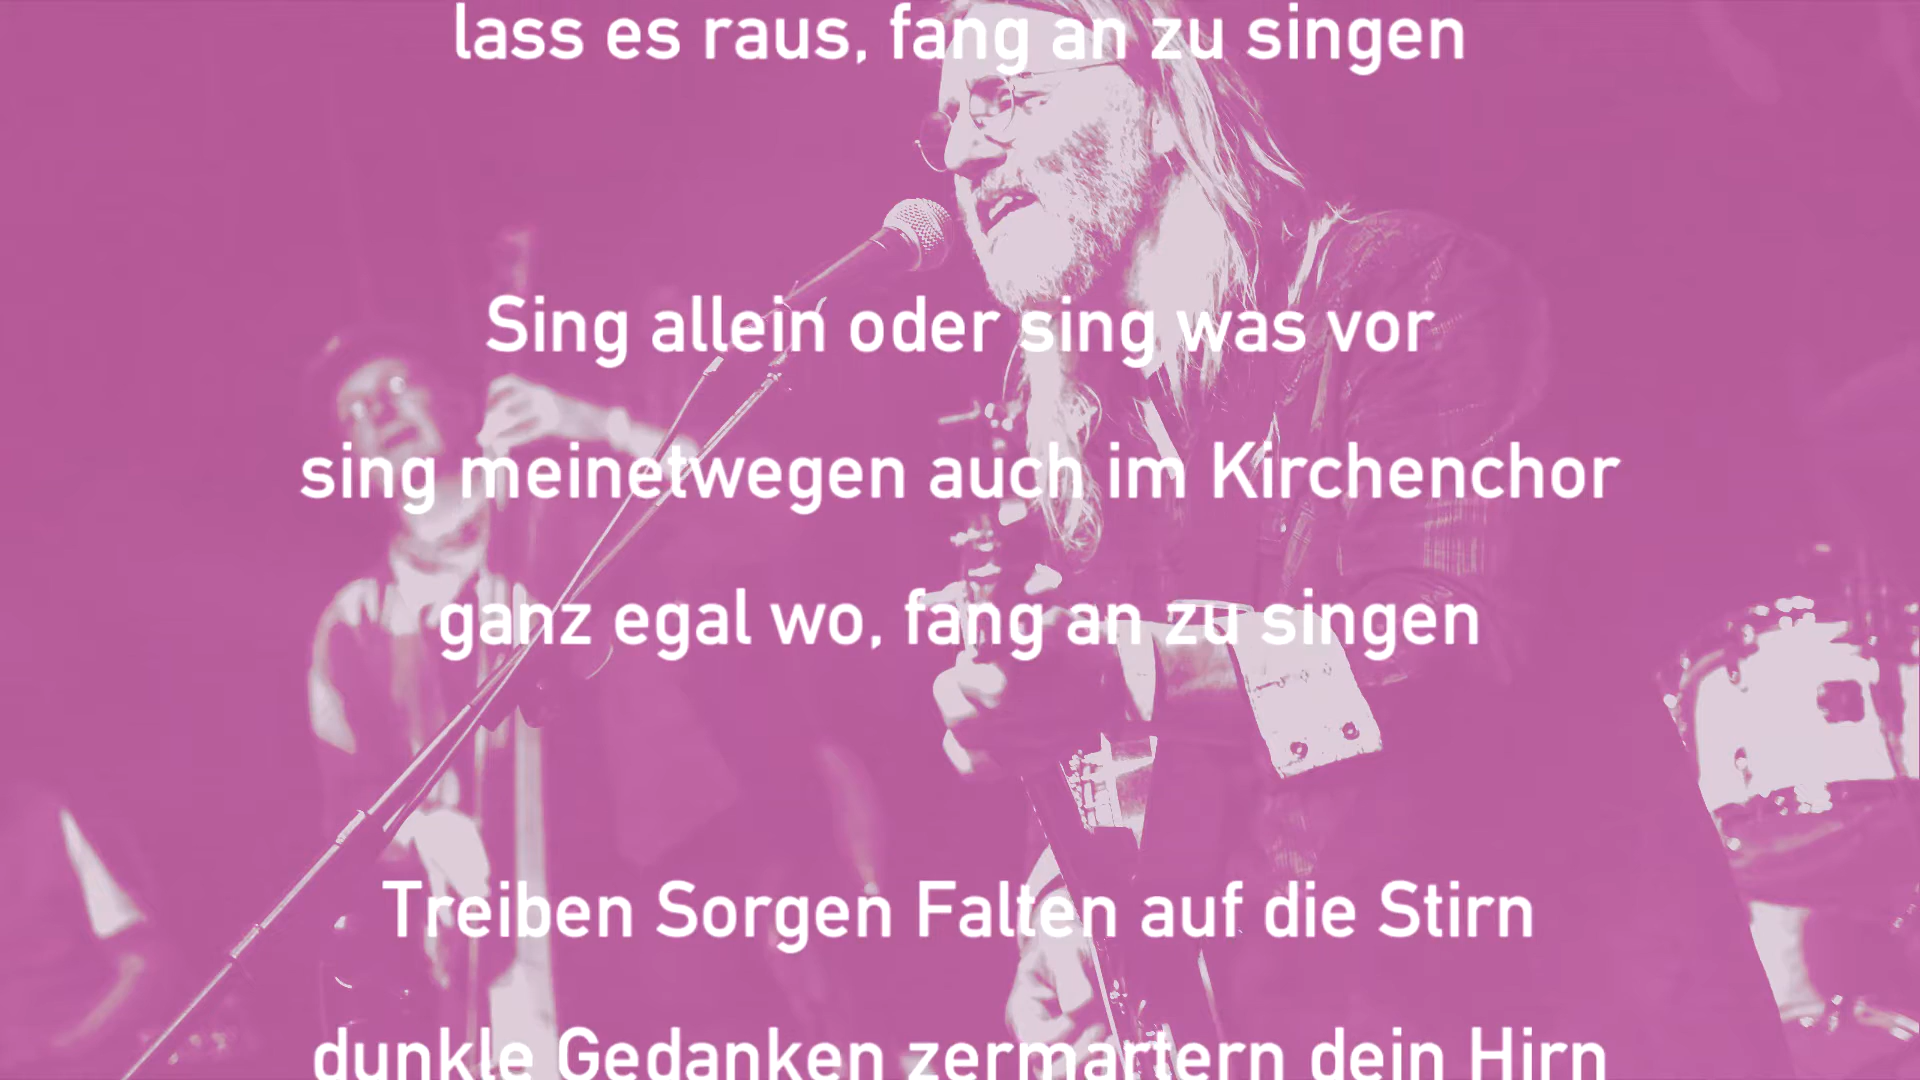 lass es raus, fang an zu singen
Sing allein oder sing was vor
sing meinetwegen auch im Kirchenchor
ganz egal wo, fang an zu singen
Treiben Sorgen Falten auf die Stirn
dunkle Gedanken zermartern dein Hirn